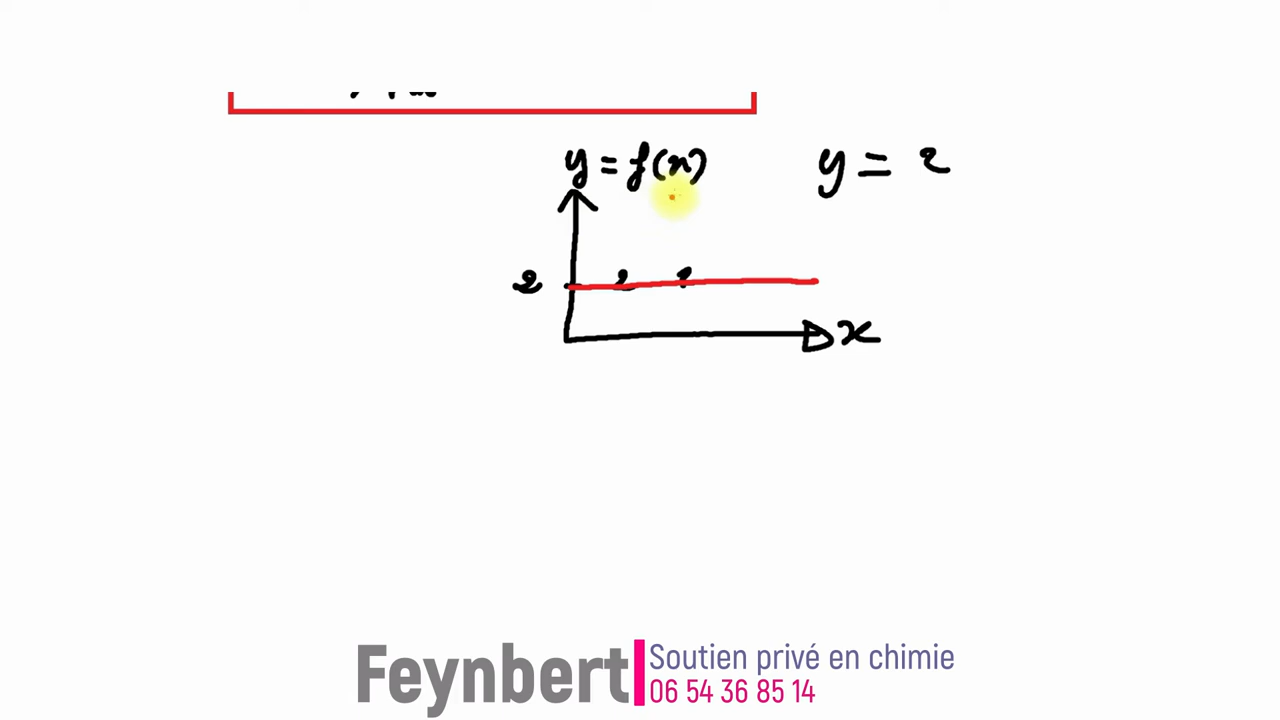 y = f(x) y = 2
2
x
Feynbert
Soutien privé en chimie
06 54 36 85 14